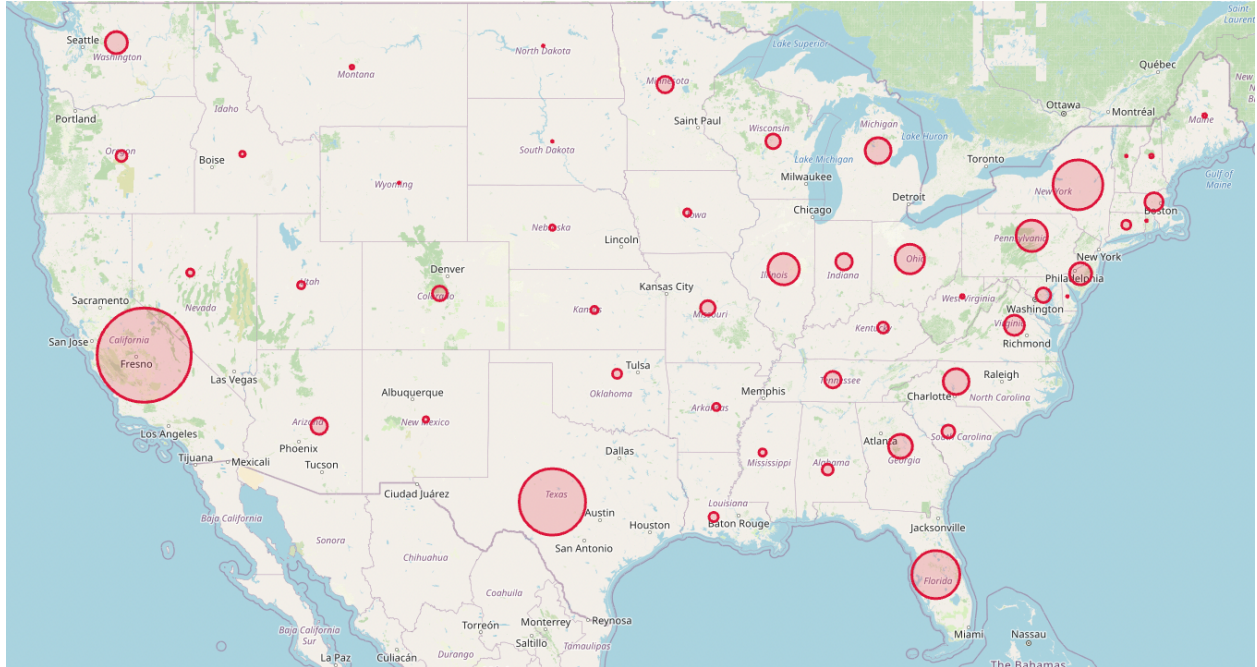 Seattle
Washington
Portland
Oregon
Idaho
Boise
Montana
North Dakota
South Dakota
Wyoming
Minnesota
Saint Paul
Wisconsin
Milwaukee
Chicago
Lake Superior
Lake Michigan
Michigan
Lake Huron
Detroit
Toronto
Ottawa
Montréal
Québec
Saint
Laurent
New
Maine
Gulf of
Maine
New York
Boston
Pennsylvania
New York
Philadelphia
Washington
Virginia
Richmond
West Virginia
Ohio
Indiana
Illinois
Iowa
Nebraska
Lincoln
Kansas City
Kansas
Missouri
Kentucky
Denver
Colorado
Utah
Nevada
Sacramento
San Jose
California
Fresno
Las Vegas
Los Angeles
Tijuana
Mexicali
Arizona
Phoenix
Tucson
Albuquerque
New Mexico
Ciudad Juárez
Tulsa
Oklahoma
Arkansas
Memphis
Tennessee
Charlotte
Raleigh
North Carolina
South Carolina
Atlanta
Georgia
Alabama
Mississippi
Louisiana
Baton Rouge
Dallas
Texas
Austin
Houston
San Antonio
Jacksonville
Florida
Miami
Nassau
The Bahamas
Baja California
Sonora
Chihuahua
Coahuila
Baja California
Sur
La Paz
Culiacán
Durango
Torreón
Monterrey
Saltillo
Reynosa
Tamaulipas